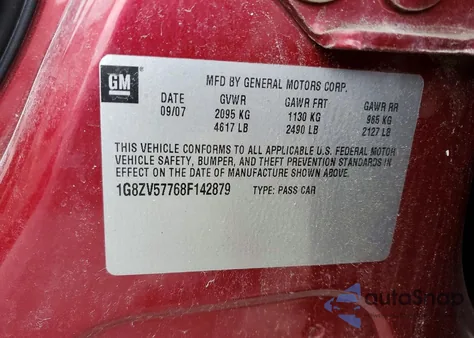 GM
MFD BY GENERAL MOTORS CORP.
DATE GVWR GAWR FRT GAWR RR
09/07 2095 KG 1130 KG 965 KG
4617 LB 2490 LB 2127 LB
THIS VEHICLE CONFORMS TO ALL APPLICABLE U.S. FEDERAL MOTOR
VEHICLE SAFETY, BUMPER, AND THEFT PREVENTION STANDARDS IN
EFFECT ON THE DATE OF MANUFACTURE SHOWN ABOVE.
1G8ZV57768F142879 TYPE: PASS CAR
autoShop